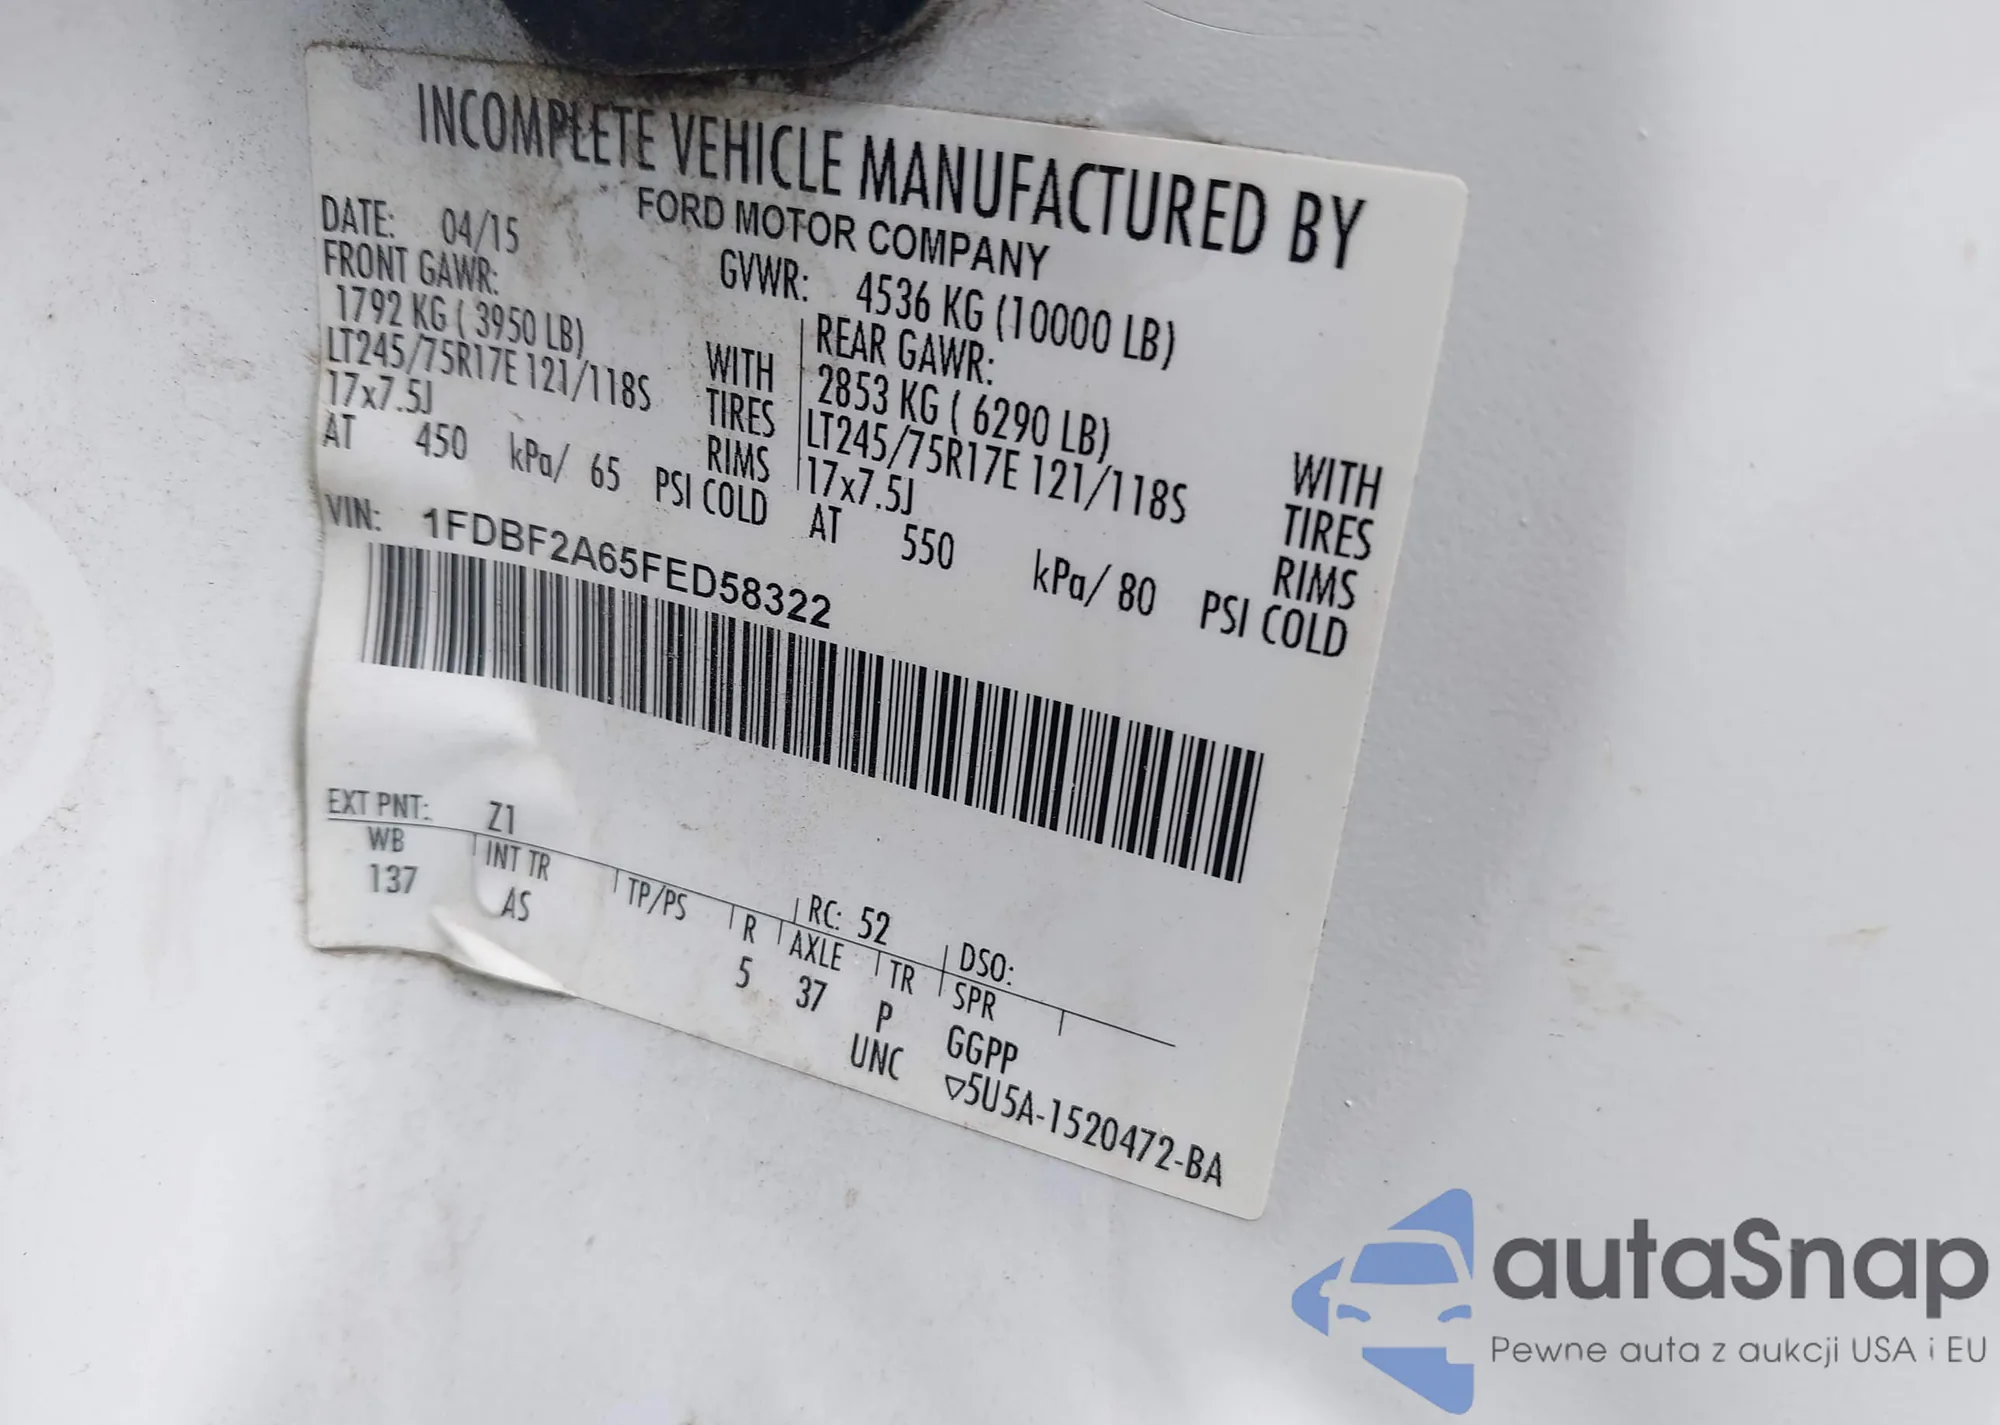 INCOMPLETE VEHICLE MANUFACTURED BY
FORD MOTOR COMPANY
DATE: 04/15 GVWR: 4536 KG (10000 LB)
FRONT GAWR: REAR GAWR:
1792 KG ( 3950 LB) WITH 2853 KG ( 6290 LB) WITH
LT245/75R17E 121/118S TIRES LT245/75R17E 121/118S TIRES
17x7.5J RIMS 17x7.5J RIMS
AT 450 kPa/ 65 PSI COLD AT 550 kPa/ 80 PSI COLD
VIN: 1FDBF2A65FED58322
EXT PNT: Z1 RC: 52 DSO:
WB INT TR TP/PS R AXLE TR SPR
137 AS 5 37 P GGPP
UNC ▽5U5A-1520472-BA
autaSnap
Pewne auta z aukcji USA i EU